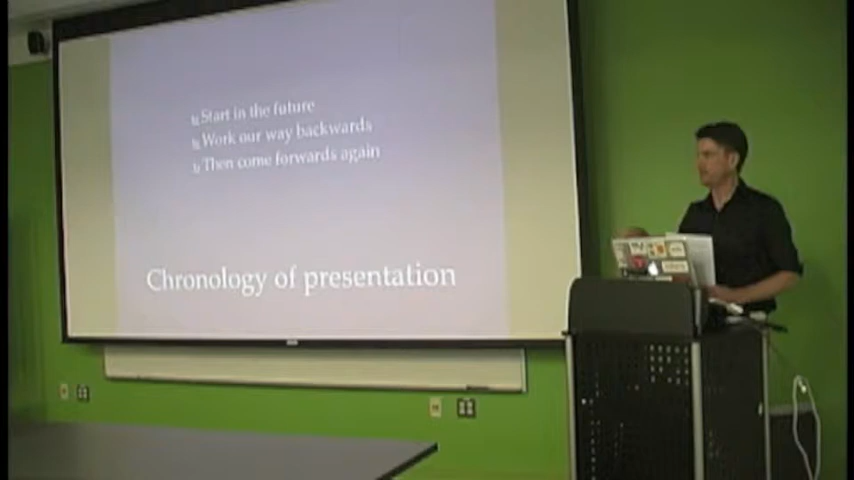 Start in the future
Work our way backwards
Then come forwards again
Chronology of presentation